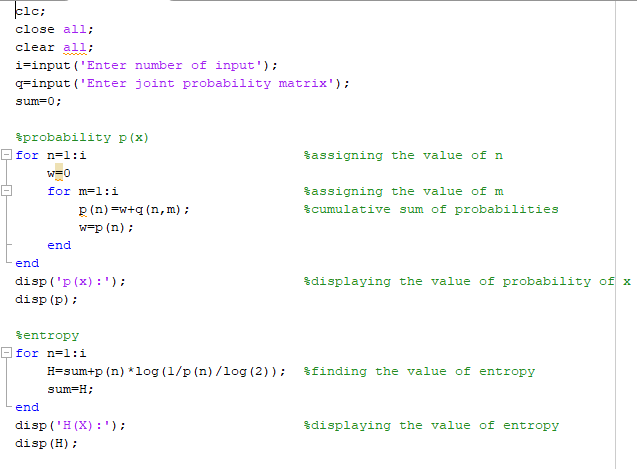 clc;
close all;
clear all;
i=input('Enter number of input');
q=input('Enter joint probability matrix');
sum=0;
%probability p(x)
for n=1:i %assigning the value of n
w=0
for m=1:i %assigning the value of m
p(n)=w+q(n,m); %cumulative sum of probabilities
w=p(n);
end
end
disp('p(x):'); %displaying the value of probability of x
disp(p);
%entropy
for n=1:i
H=sum+p(n)*log(1/p(n)/log(2)); %finding the value of entropy
sum=H;
end
disp('H(X):'); %displaying the value of entropy
disp(H);